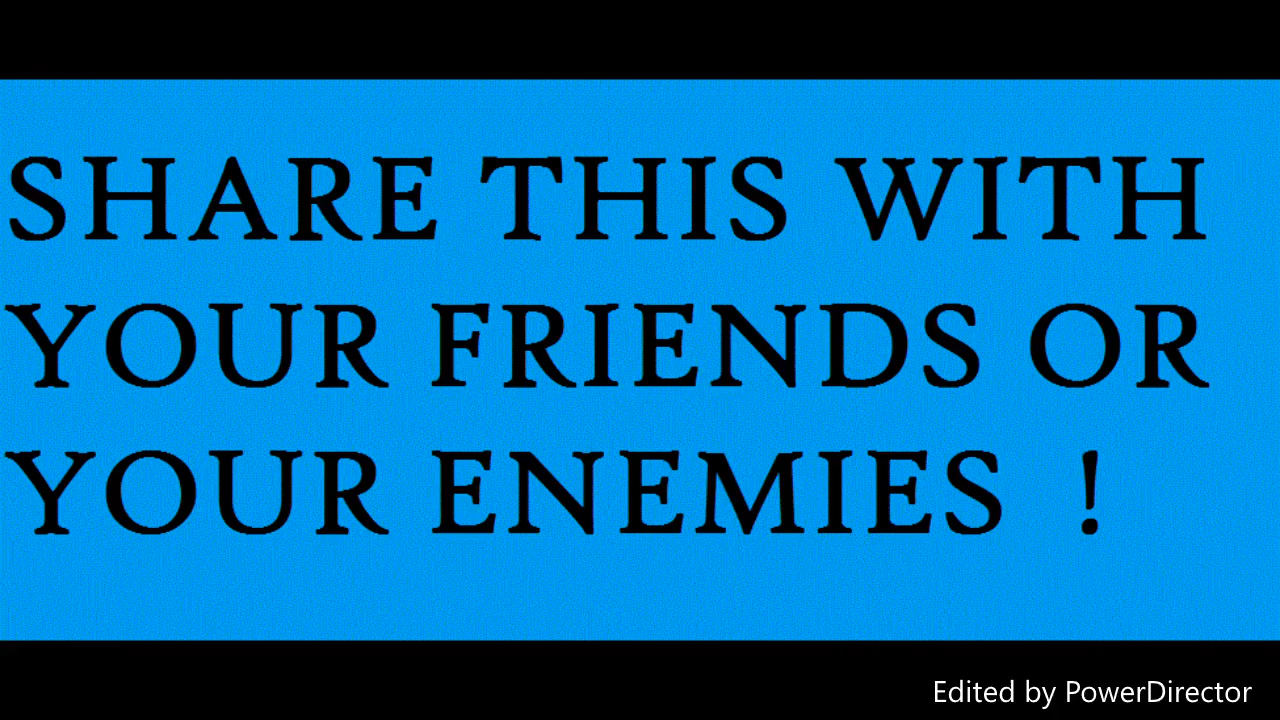 SHARE THIS WITH
YOUR FRIENDS OR
YOUR ENEMIES !
Edited by PowerDirector